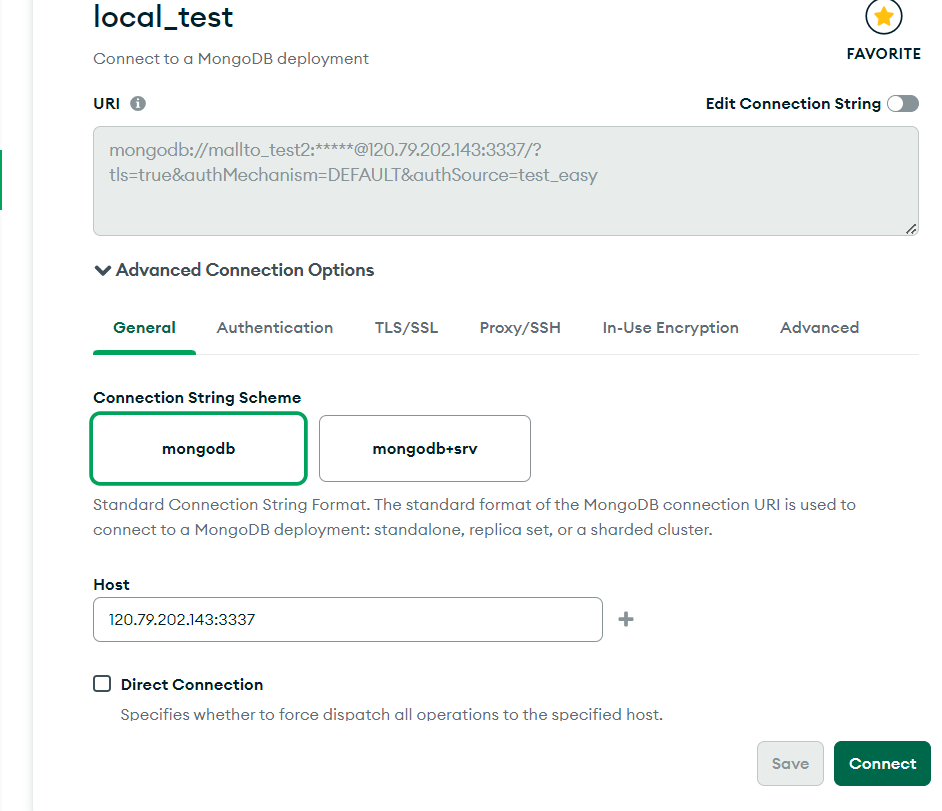 local_test
FAVORITE
Connect to a MongoDB deployment
URI
Edit Connection String
mongodb://mallto_test2:*****@120.79.202.143:3337/?
tls=true&authMechanism=DEFAULT&authSource=test_easy
Advanced Connection Options
General Authentication TLS/SSL Proxy/SSH In-Use Encryption Advanced
Connection String Scheme
mongodb mongodb+srv
Standard Connection String Format. The standard format of the MongoDB connection URI is used to
connect to a MongoDB deployment: standalone, replica set, or a sharded cluster.
Host
120.79.202.143:3337
Direct Connection
Specifies whether to force dispatch all operations to the specified host.
Save Connect